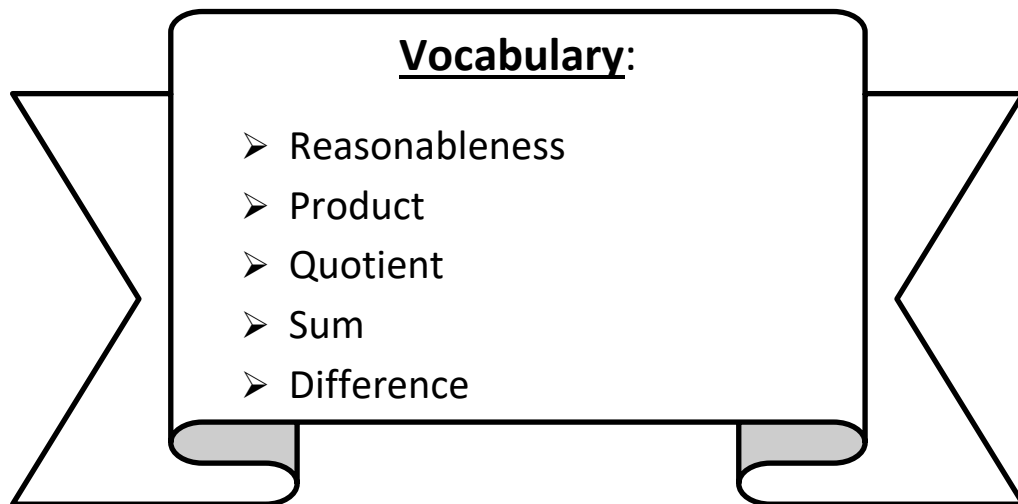 Vocabulary:
➢ Reasonableness
➢ Product
➢ Quotient
➢ Sum
➢ Difference